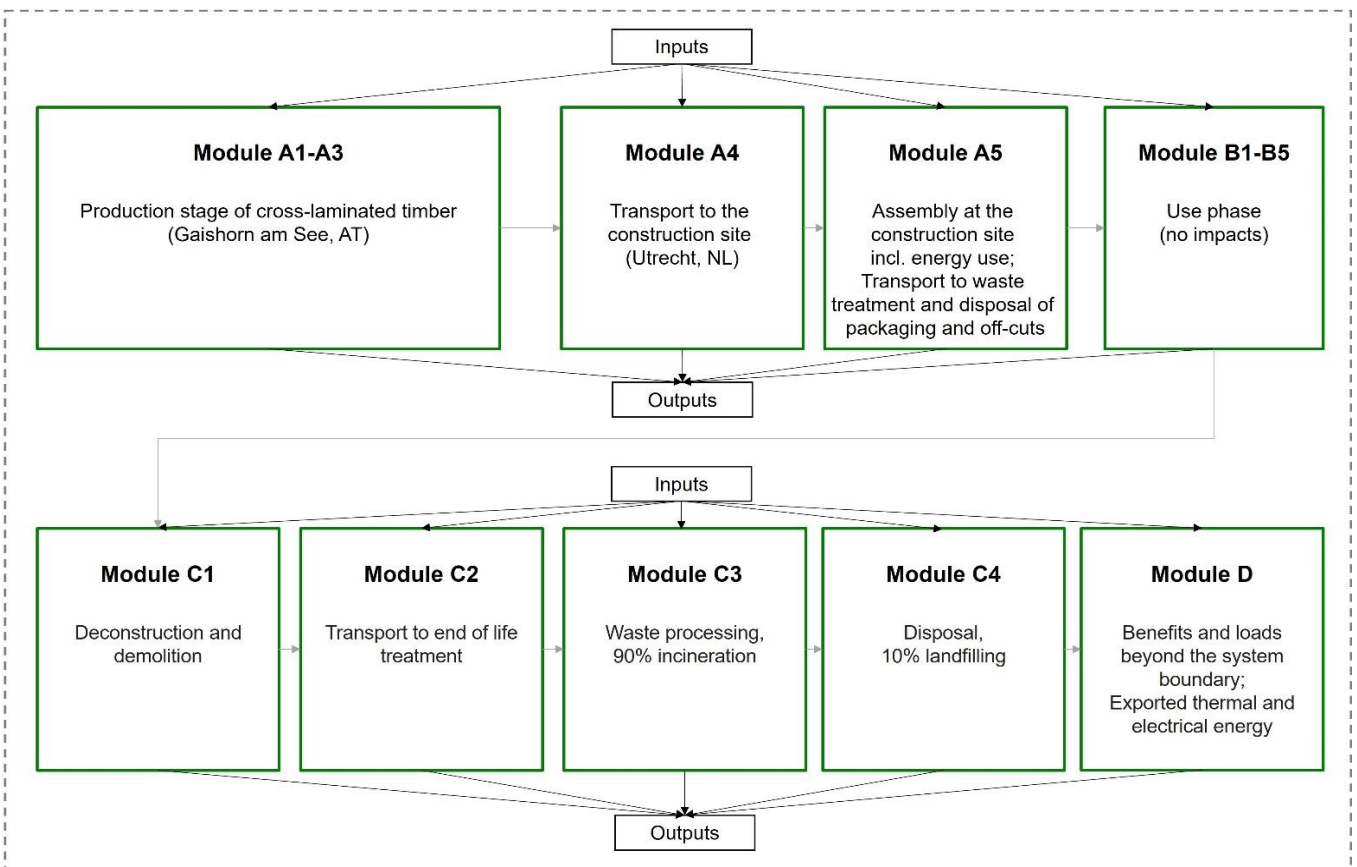 Inputs
Module A1-A3
Production stage of cross-laminated timber
(Gaishorn am See, AT)
Module A4
Transport to the
construction site
(Utrecht, NL)
Module A5
Assembly at the
construction site
incl. energy use;
Transport to waste
treatment and disposal of
packaging and off-cuts
Module B1-B5
Use phase
(no impacts)
Outputs
Inputs
Module C1
Deconstruction and
demolition
Module C2
Transport to end of life
treatment
Module C3
Waste processing,
90% incineration
Module C4
Disposal,
10% landfilling
Module D
Benefits and loads
beyond the system
boundary;
Exported thermal and
electrical energy
Outputs